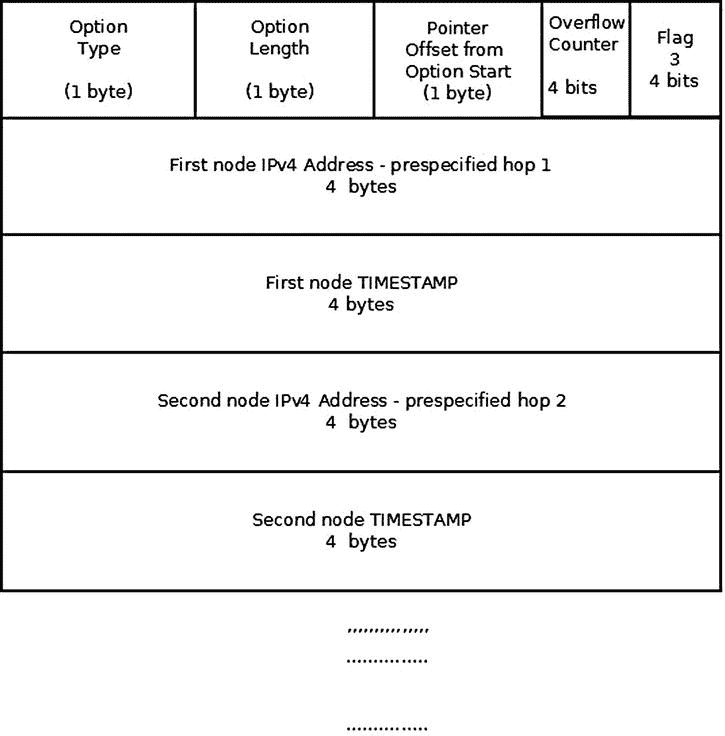 Option
Type
(1 byte)
Option
Length
(1 byte)
Pointer
Offset from
Option Start
(1 byte)
Overflow
Counter
4 bits
Flag
3
4 bits
First node IPv4 Address - prespecified hop 1
4 bytes
First node TIMESTAMP
4 bytes
Second node IPv4 Address - prespecified hop 2
4 bytes
Second node TIMESTAMP
4 bytes
,,,,,,,,,,,,,,,
...............
...............